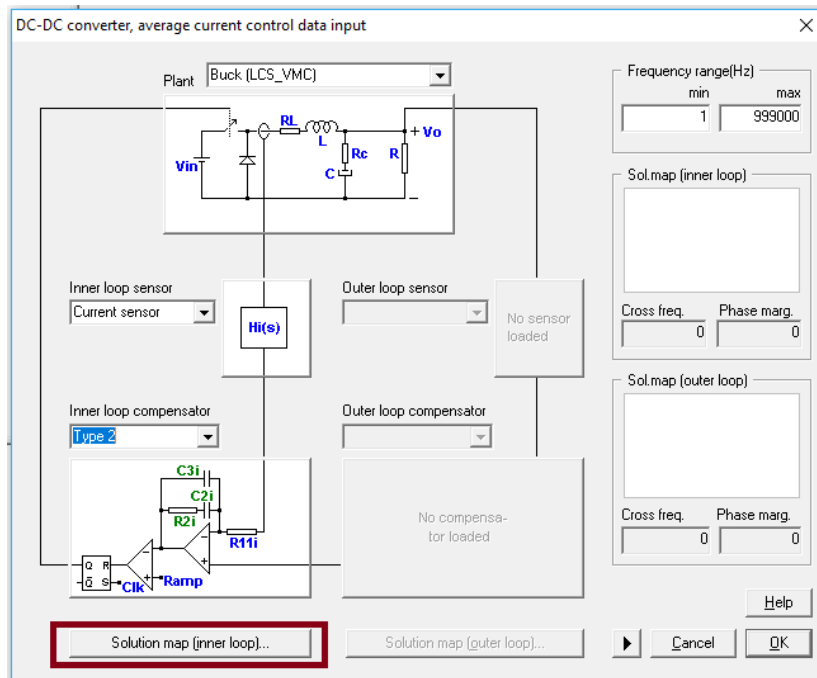 DC-DC converter, average current control data input
Plant
Buck (LCS_VMC)
Vin
RL
L
Rc
C
R
+ Vo
−
Frequency range(Hz)
min max
1 999000
Sol.map (inner loop)
Cross freq. Phase marg.
0 0
Inner loop sensor
Current sensor
Hi(s)
Outer loop sensor
No sensor
loaded
Sol.map (outer loop)
Cross freq. Phase marg.
0 0
Inner loop compensator
Type 2
C3i
C2i
R2i
R11i
−
+
−
+
Q R
Q̄ S
Clk
Ramp
Outer loop compensator
No compensa-
tor loaded
Help
Solution map (inner loop)...
Solution map (outer loop)...
Cancel
OK